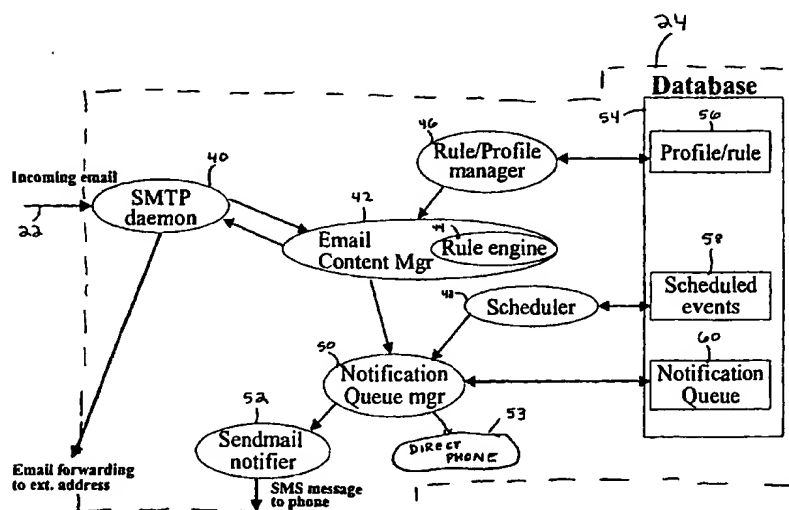 24
Database
54
56
Profile/rule
46
Rule/Profile
manager
40
Incoming email
SMTP
daemon
22
42
Email
Content Mgr
Rule engine
58
Scheduled
events
Scheduler
60
Notification
Queue
50
Notification
Queue mgr
52
Sendmail
notifier
53
DIRECT
PHONE
Email forwarding
to ext. address
SMS message
to phone